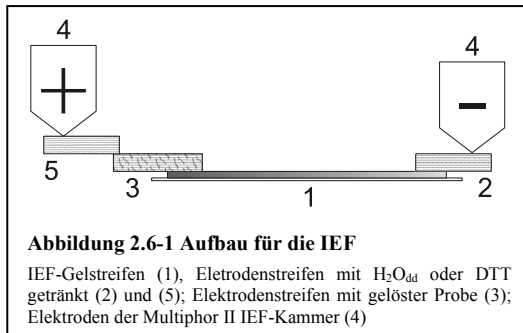 4
4
+
-
5
3
1
2
Abbildung 2.6-1 Aufbau für die IEF
IEF-Gelstreifen (1), Eletrodenstreifen mit H₂Odd oder DTT
getränkt (2) und (5); Elektrodenstreifen mit gelöster Probe (3);
Elektroden der Multiphor II IEF-Kammer (4)